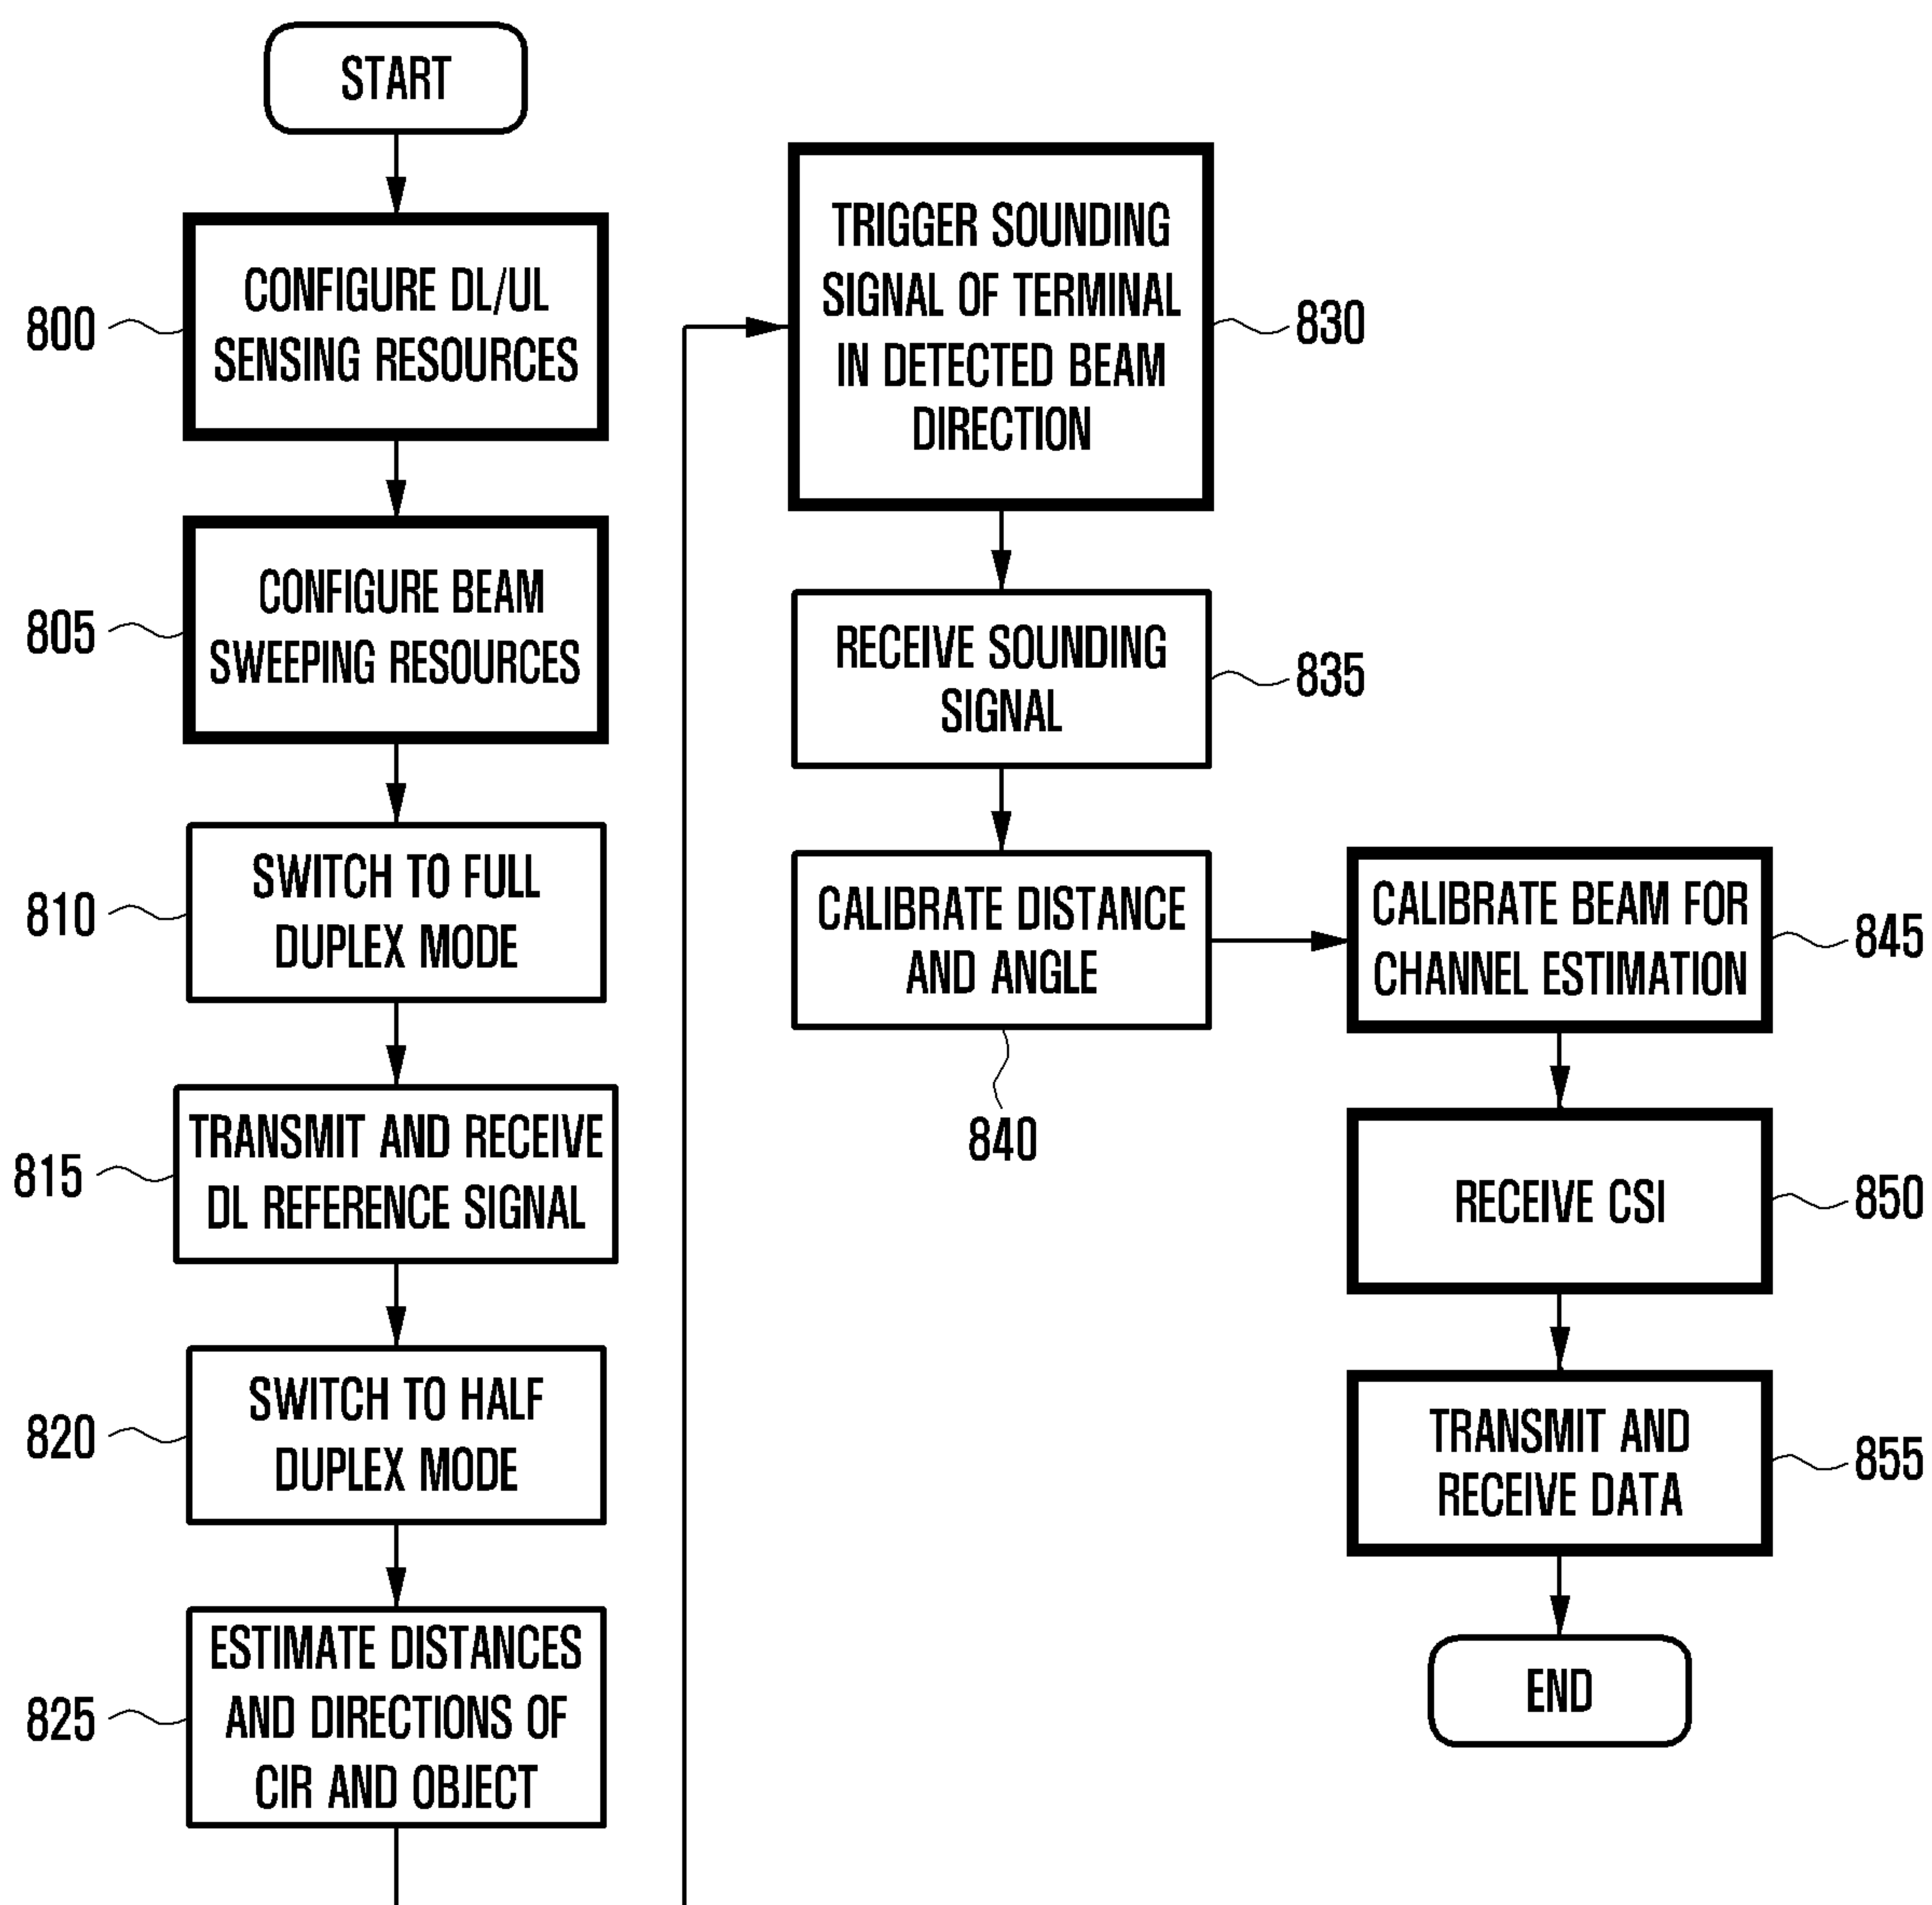 START
800
CONFIGURE DL/UL
SENSING RESOURCES
805
CONFIGURE BEAM
SWEEPING RESOURCES
810
SWITCH TO FULL
DUPLEX MODE
815
TRANSMIT AND RECEIVE
DL REFERENCE SIGNAL
820
SWITCH TO HALF
DUPLEX MODE
825
ESTIMATE DISTANCES
AND DIRECTIONS OF
CIR AND OBJECT
TRIGGER SOUNDING
SIGNAL OF TERMINAL
IN DETECTED BEAM
DIRECTION
830
RECEIVE SOUNDING
SIGNAL
835
CALIBRATE DISTANCE
AND ANGLE
840
CALIBRATE BEAM FOR
CHANNEL ESTIMATION
845
RECEIVE CSI
850
TRANSMIT AND
RECEIVE DATA
855
END